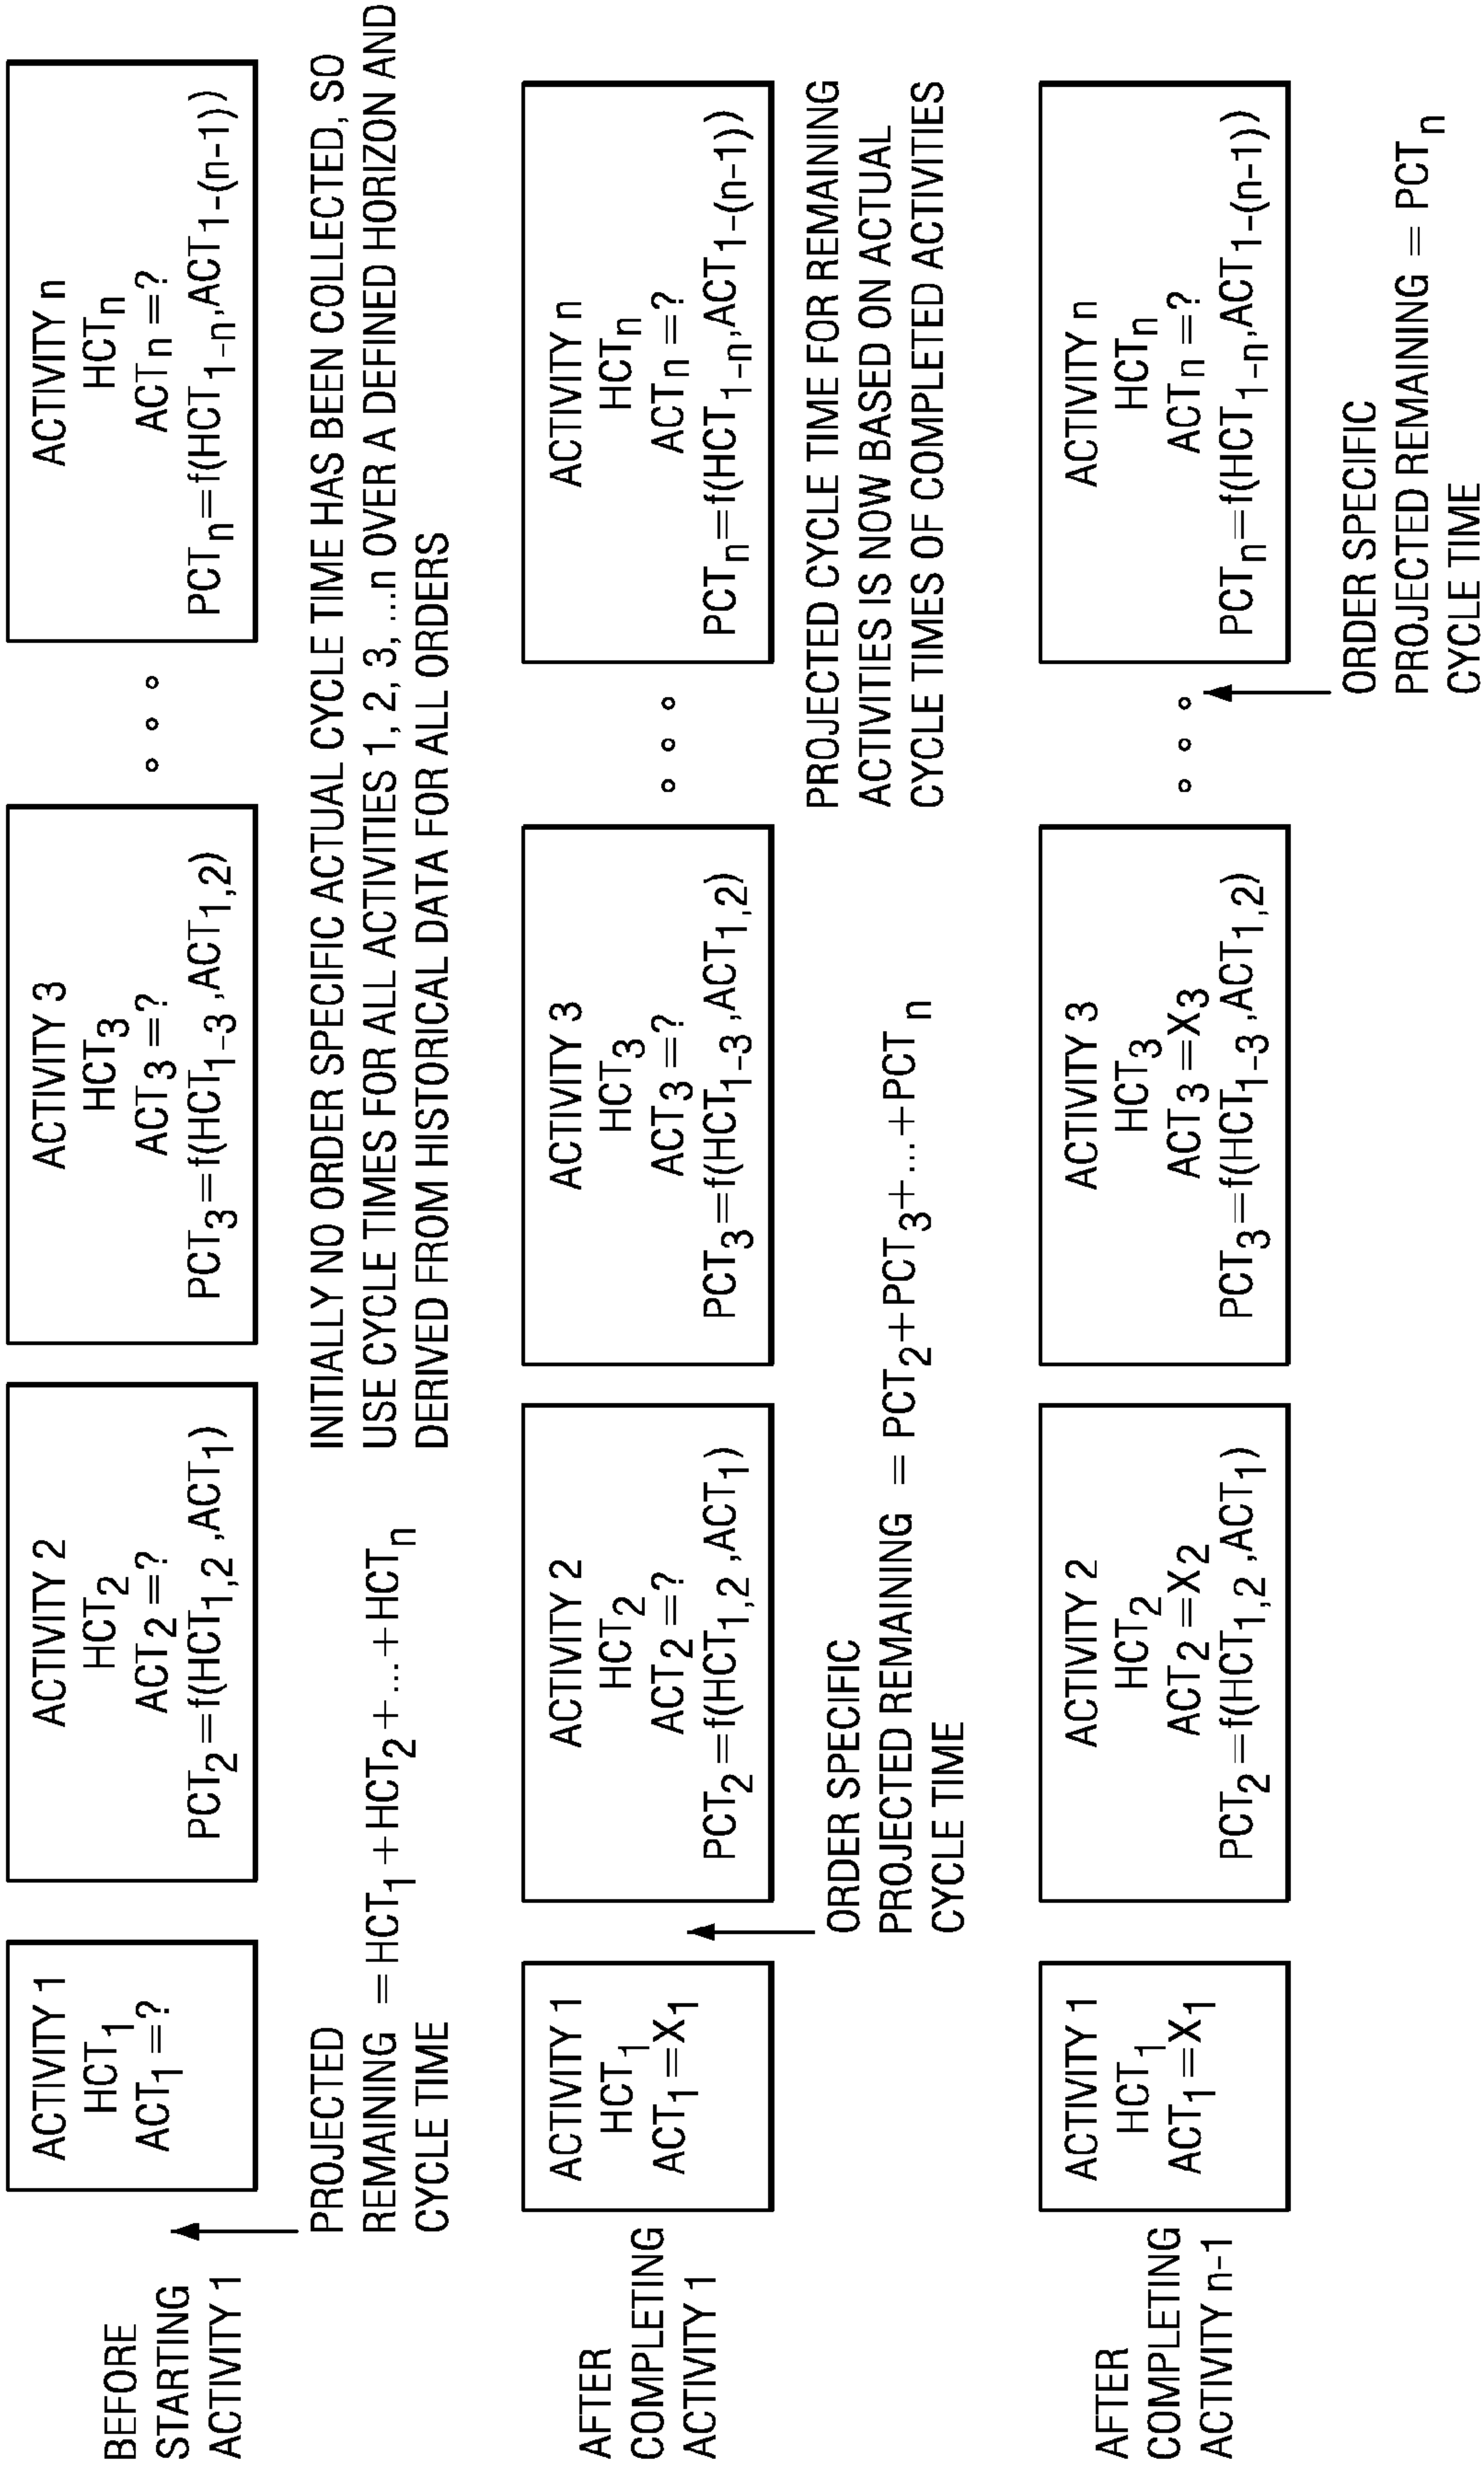 BEFORE
STARTING
ACTIVITY 1
ACTIVITY 1
HCT₁
ACT₁=?
ACTIVITY 2
HCT₂
ACT₂=?
PCT₂=f(HCT₁,₂,ACT₁)
ACTIVITY 3
HCT₃
ACT₃=?
PCT₃=f(HCT₁₋₃,ACT₁,₂)
ACTIVITY n
HCTₙ
ACTₙ=?
PCTₙ=f(HCT₁₋ₙ,ACT₁₋₍ₙ₋₁₎)
PROJECTED
REMAINING =HCT₁+HCT₂+...+HCTₙ
CYCLE TIME
INITIALLY NO ORDER SPECIFIC ACTUAL CYCLE TIME HAS BEEN COLLECTED, SO
USE CYCLE TIMES FOR ALL ACTIVITIES 1, 2, 3, ...n OVER A DEFINED HORIZON AND
DERIVED FROM HISTORICAL DATA FOR ALL ORDERS
AFTER
COMPLETING
ACTIVITY 1
ACTIVITY 1
HCT₁
ACT₁=X₁
ACTIVITY 2
HCT₂
ACT₂=?
PCT₂=f(HCT₁,₂,ACT₁)
ACTIVITY 3
HCT₃
ACT₃=?
PCT₃=f(HCT₁₋₃,ACT₁,₂)
ACTIVITY n
HCTₙ
ACTₙ=?
PCTₙ=f(HCT₁₋ₙ,ACT₁₋₍ₙ₋₁₎)
ORDER SPECIFIC
PROJECTED REMAINING = PCT₂+PCT₃+...+PCTₙ
CYCLE TIME
PROJECTED CYCLE TIME FOR REMAINING
ACTIVITIES IS NOW BASED ON ACTUAL
CYCLE TIMES OF COMPLETED ACTIVITIES
AFTER
COMPLETING
ACTIVITY n-1
ACTIVITY 1
HCT₁
ACT₁=X₁
ACTIVITY 2
HCT₂
ACT₂=X₂
PCT₂=f(HCT₁,₂,ACT₁)
ACTIVITY 3
HCT₃
ACT₃=X₃
PCT₃=f(HCT₁₋₃,ACT₁,₂)
ACTIVITY n
HCTₙ
ACTₙ=?
PCTₙ=f(HCT₁₋ₙ,ACT₁₋₍ₙ₋₁₎)
ORDER SPECIFIC
PROJECTED REMAINING = PCTₙ
CYCLE TIME